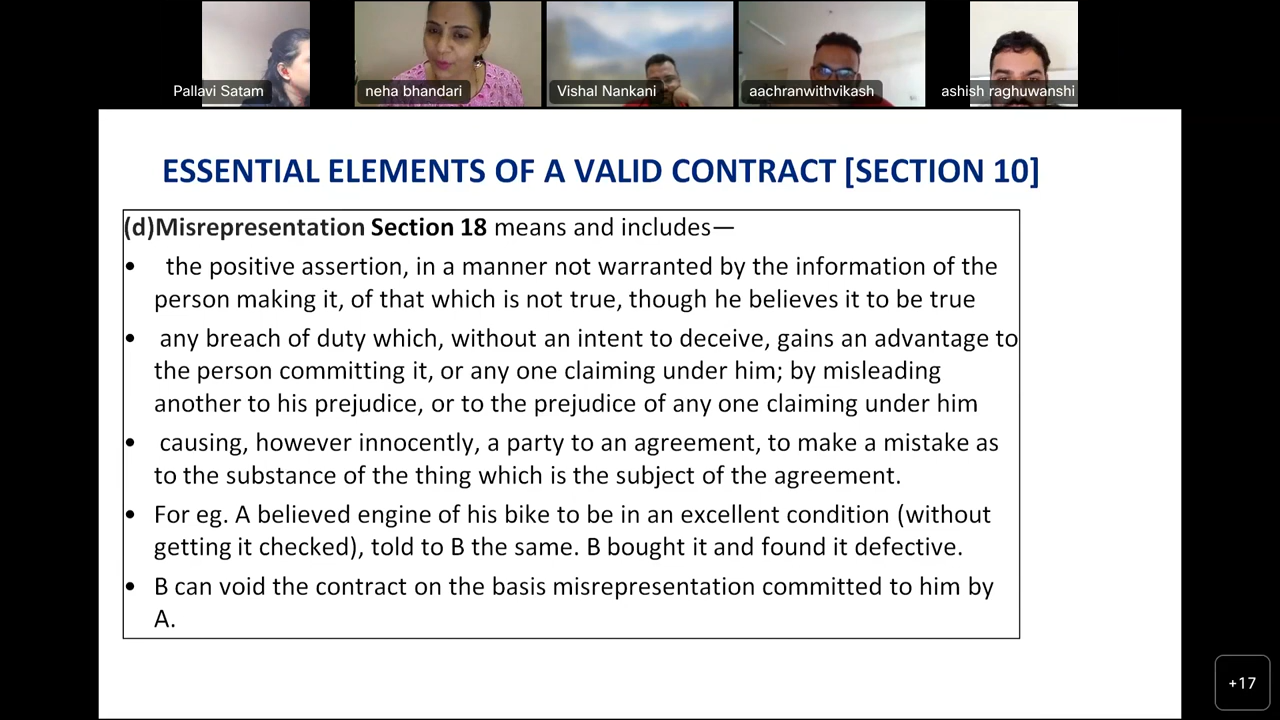 Pallavi Satam
neha bhandari
Vishal Nankani
aachranwithvikash
ashish raghuwanshi
ESSENTIAL ELEMENTS OF A VALID CONTRACT [SECTION 10]
(d)Misrepresentation Section 18 means and includes—
• the positive assertion, in a manner not warranted by the information of the
person making it, of that which is not true, though he believes it to be true
• any breach of duty which, without an intent to deceive, gains an advantage to
the person committing it, or any one claiming under him; by misleading
another to his prejudice, or to the prejudice of any one claiming under him
• causing, however innocently, a party to an agreement, to make a mistake as
to the substance of the thing which is the subject of the agreement.
• For eg. A believed engine of his bike to be in an excellent condition (without
getting it checked), told to B the same. B bought it and found it defective.
• B can void the contract on the basis misrepresentation committed to him by
A.
+17